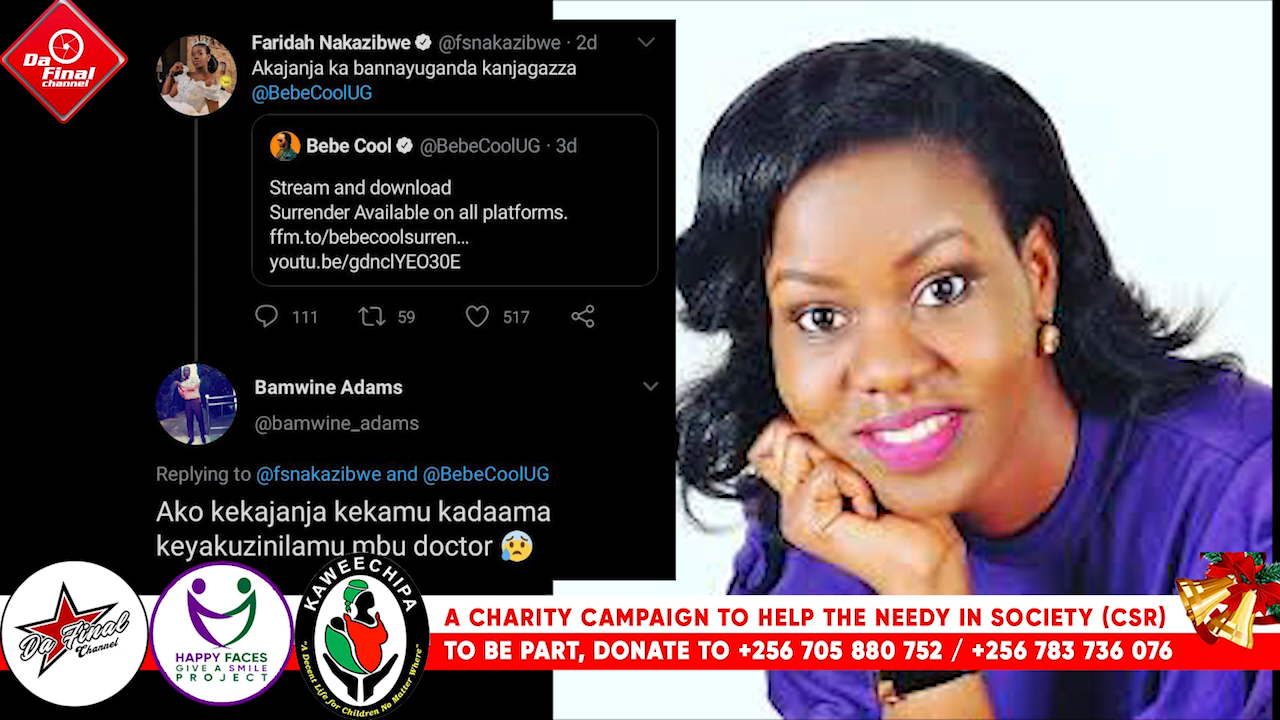 Da
Final
channel
Faridah Nakazibwe @fsnakazibwe · 2d
Akajanja ka bannayuganda kanjagazza
@BebeCoolUG
Bebe Cool @BebeCoolUG · 3d
Stream and download
Surrender Available on all platforms.
ffm.to/bebecoolsurren...
youtu.be/gdnclYEO30E
111 59 517
Bamwine Adams
@bamwine_adams
Replying to @fsnakazibwe and @BebeCoolUG
Ako kekajanja kekamu kadaama
keyakuzinilamu mbu doctor 😰
Da Final
Channel
HAPPY FACES
GIVE A SMILE
PROJECT
KAWEECHIPA
"A Decent Life for Children No Matter Where"
A CHARITY CAMPAIGN TO HELP THE NEEDY IN SOCIETY (CSR)
TO BE PART, DONATE TO +256 705 880 752 / +256 783 736 076